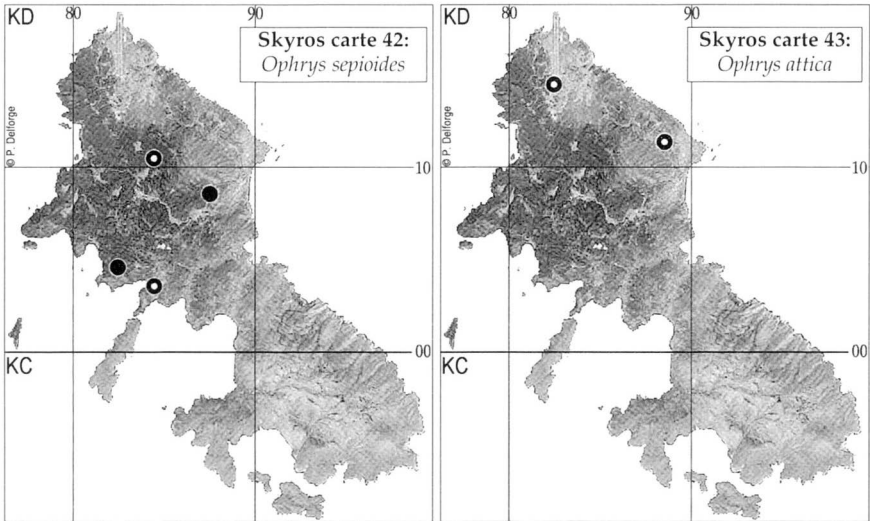 KD
80
90
Skyros carte 42:
Ophrys sepioides
© P. Delforge
10
00
KC
KD
80
90
Skyros carte 43:
Ophrys attica
© P. Delforge
10
00
KC